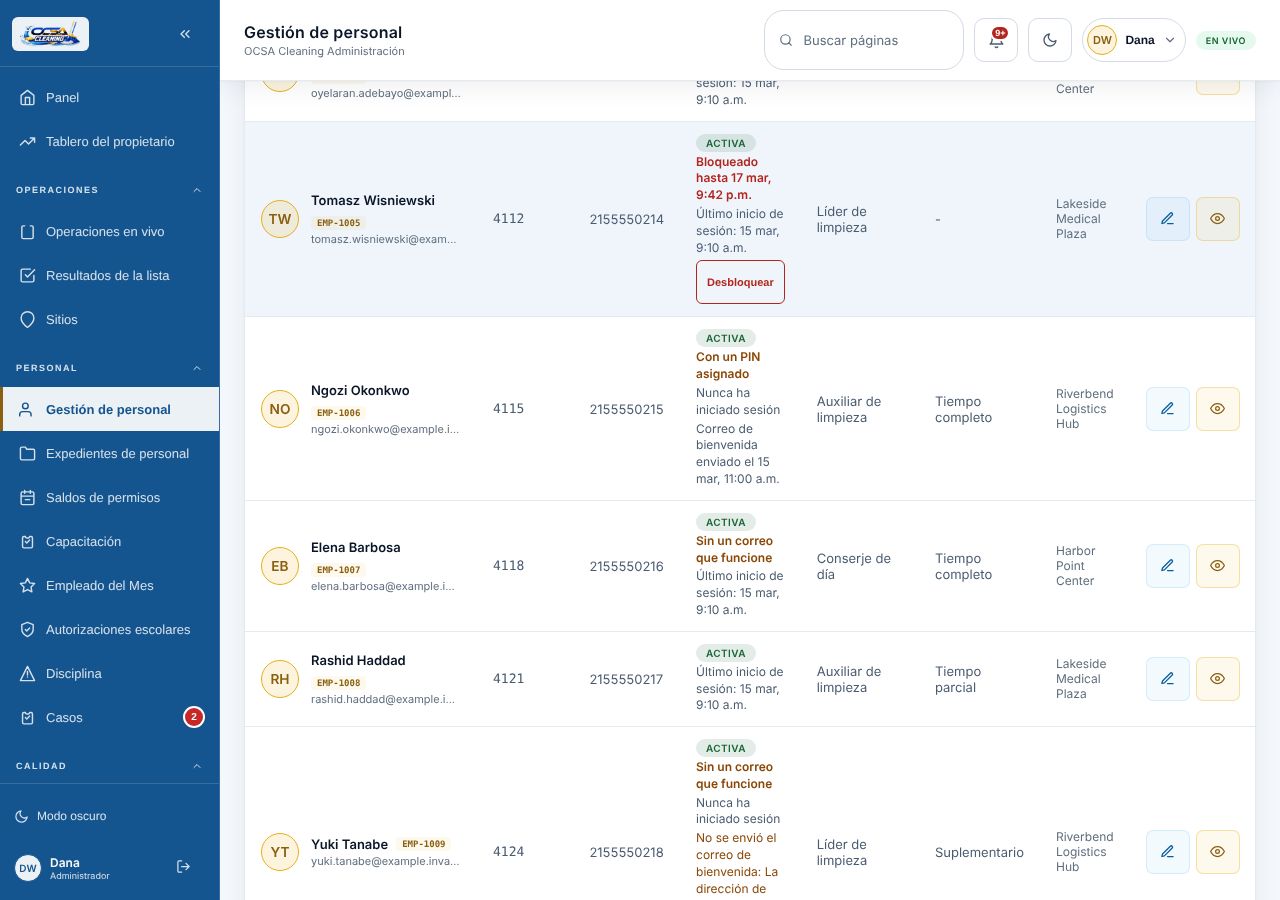 OCSA
CLEANING
Gestión de personal
OCSA Cleaning Administración
Buscar páginas
9+
DW
Dana
EN VIVO
Panel
Tablero del propietario
OPERACIONES
Operaciones en vivo
Resultados de la lista
Sitios
PERSONAL
Gestión de personal
Expedientes de personal
Saldos de permisos
Capacitación
Empleado del Mes
Autorizaciones escolares
Disciplina
Casos
2
CALIDAD
Modo oscuro
DW
Dana
Administrador
oyelaran.adebayo@exampl...
sesión: 15 mar,
9:10 a.m.
Center
TW
Tomasz Wisniewski
EMP-1005
tomasz.wisniewski@exam...
4112
2155550214
ACTIVA
Bloqueado
hasta 17 mar,
9:42 p.m.
Último inicio de
sesión: 15 mar,
9:10 a.m.
Desbloquear
Líder de
limpieza
-
Lakeside
Medical
Plaza
NO
Ngozi Okonkwo
EMP-1006
ngozi.okonkwo@example.i...
4115
2155550215
ACTIVA
Con un PIN
asignado
Nunca ha
iniciado sesión
Correo de
bienvenida
enviado el 15
mar, 11:00 a.m.
Auxiliar de
limpieza
Tiempo
completo
Riverbend
Logistics
Hub
EB
Elena Barbosa
EMP-1007
elena.barbosa@example.i...
4118
2155550216
ACTIVA
Sin un correo
que funcione
Último inicio de
sesión: 15 mar,
9:10 a.m.
Conserje de
día
Tiempo
completo
Harbor
Point
Center
RH
Rashid Haddad
EMP-1008
rashid.haddad@example.i...
4121
2155550217
ACTIVA
Último inicio de
sesión: 15 mar,
9:10 a.m.
Auxiliar de
limpieza
Tiempo
parcial
Lakeside
Medical
Plaza
YT
Yuki Tanabe
EMP-1009
yuki.tanabe@example.inva...
4124
2155550218
ACTIVA
Sin un correo
que funcione
Nunca ha
iniciado sesión
No se envió el
correo de
bienvenida: La
dirección de
Líder de
limpieza
Suplementario
Riverbend
Logistics
Hub